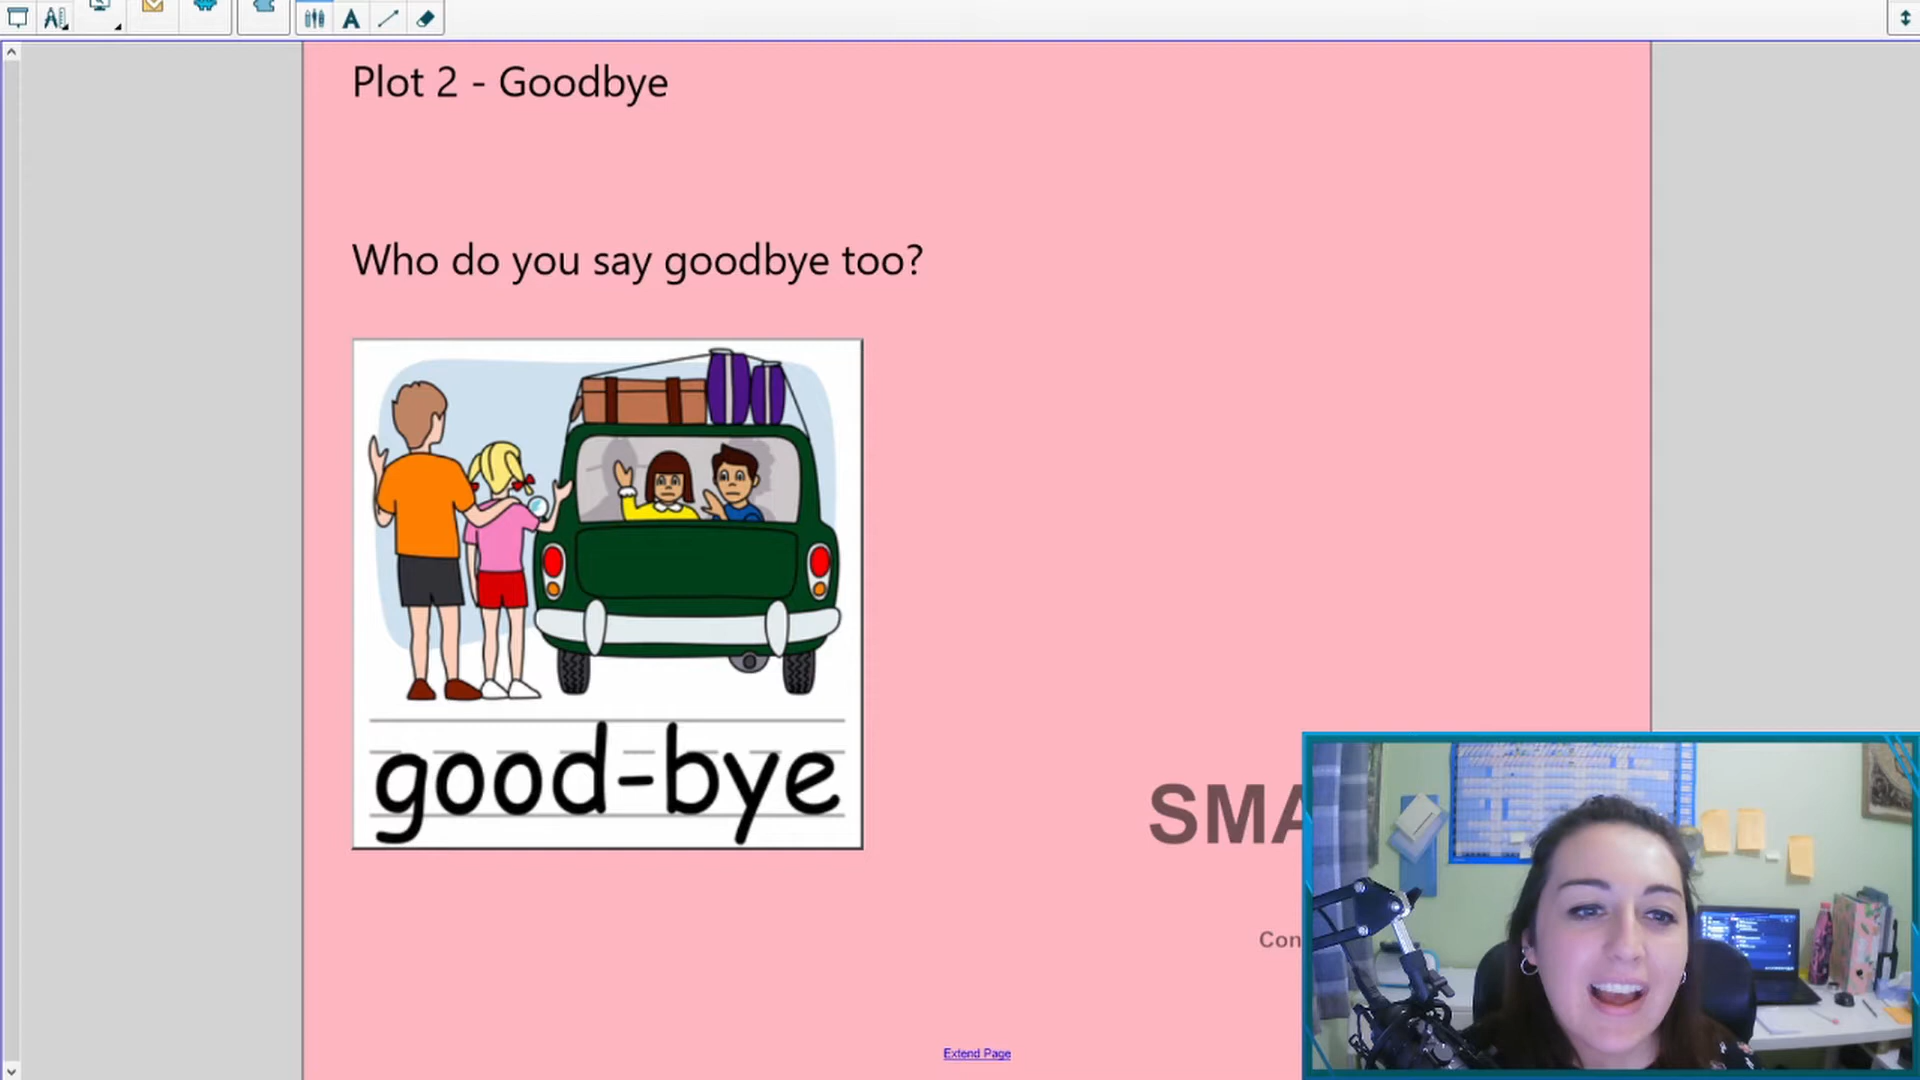 Plot 2 - Goodbye
Who do you say goodbye too?
good-bye
SMA
Con
Extend Page